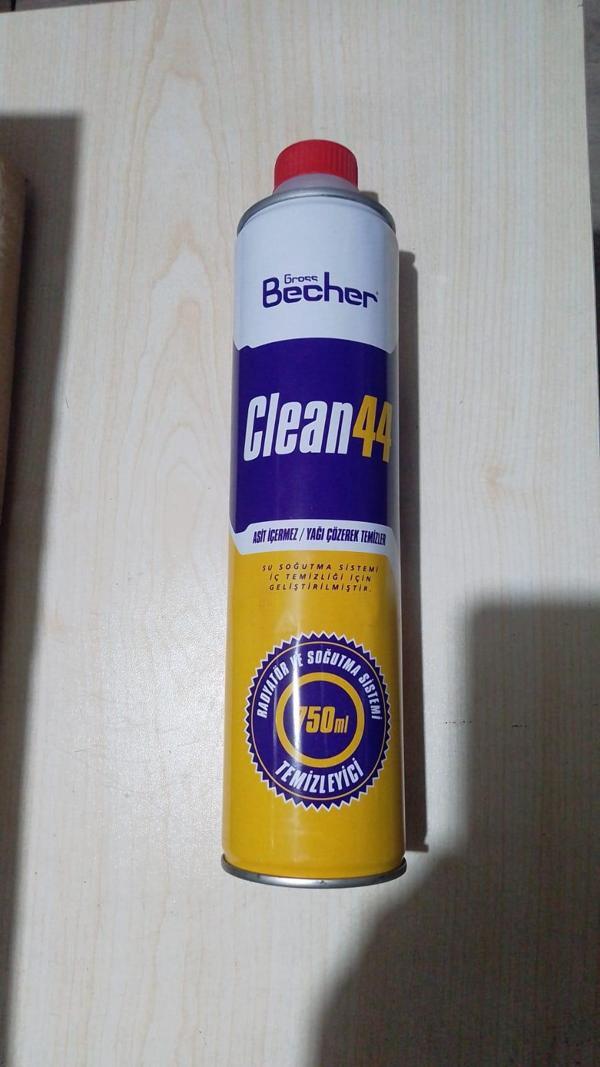 Gross
Becher
Clean44
ASİT İÇERMEZ / YAĞI ÇÖZEREK TEMİZLER
SU SOĞUTMA SİSTEMİ
İÇ TEMİZLİĞİ İÇİN
GELİŞTİRİLMİŞTİR.
RADYATÖR VE SOĞUTMA SİSTEMİ
750ml
TEMİZLEYİCİ